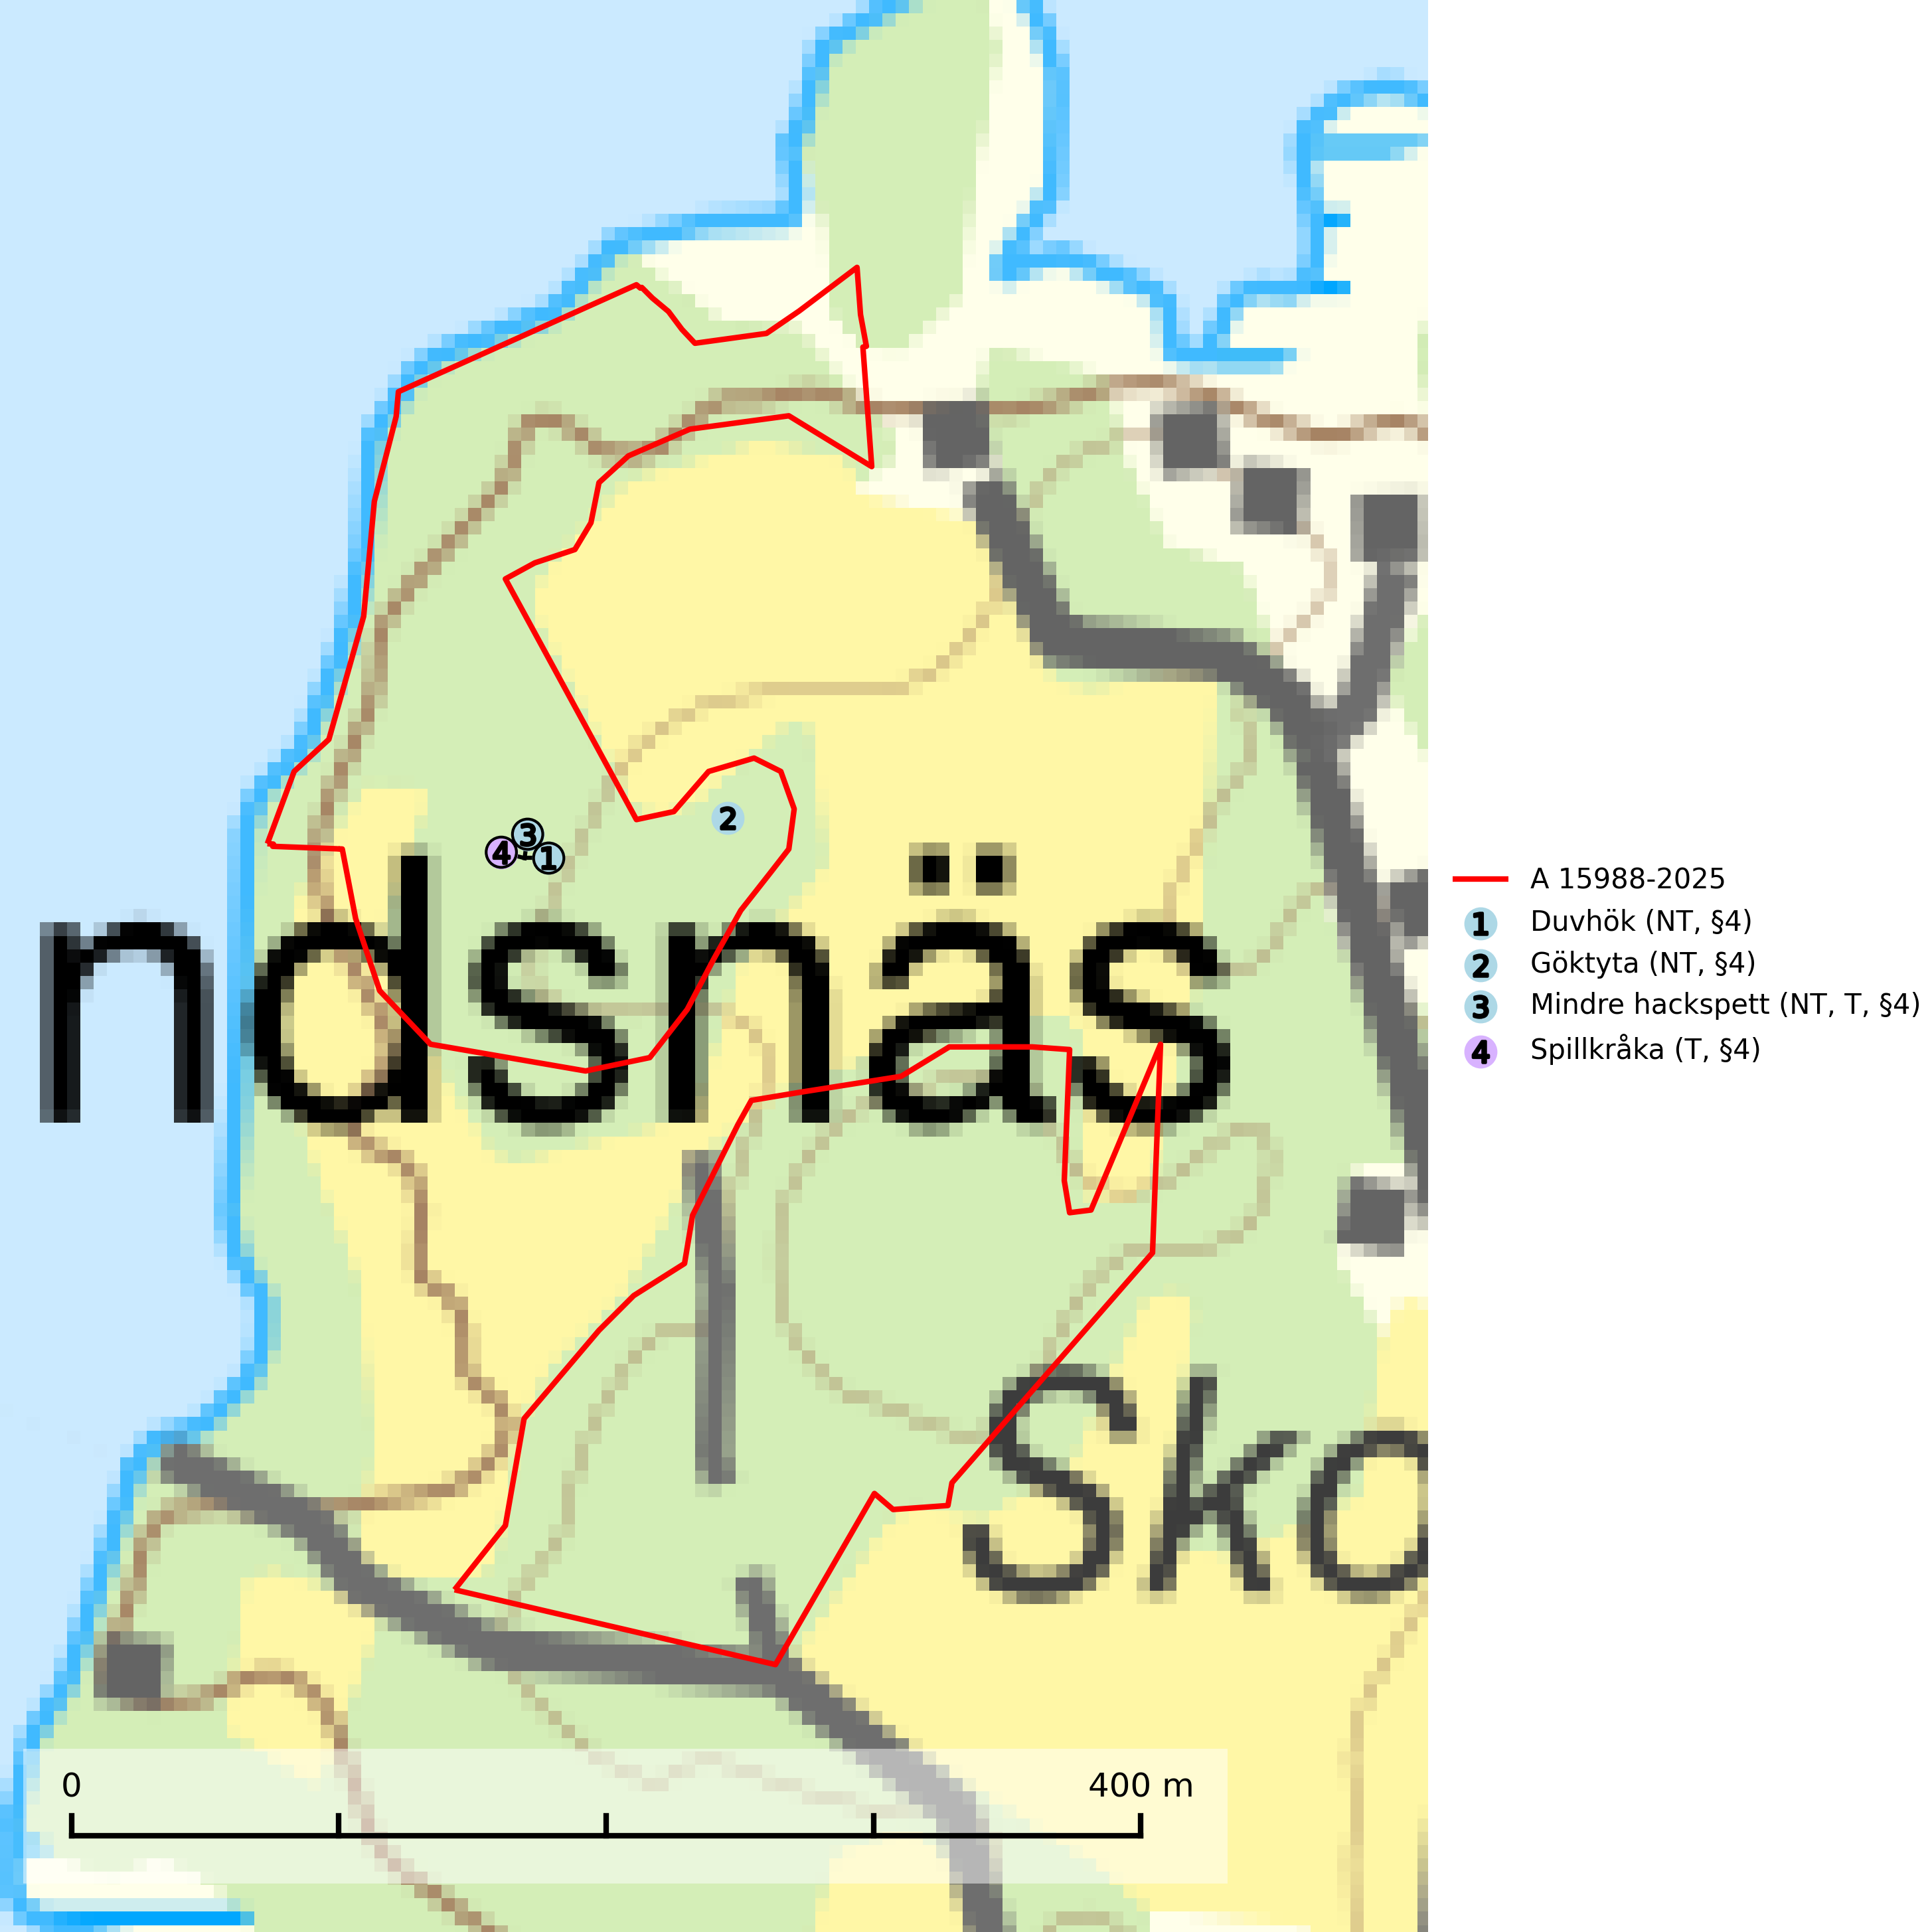 ndsnäs
Sko
3
4
1
2
0
400 m
A 15988-2025
1 Duvhök (NT, §4)
2 Göktyta (NT, §4)
3 Mindre hackspett (NT, T, §4)
4 Spillkråka (T, §4)